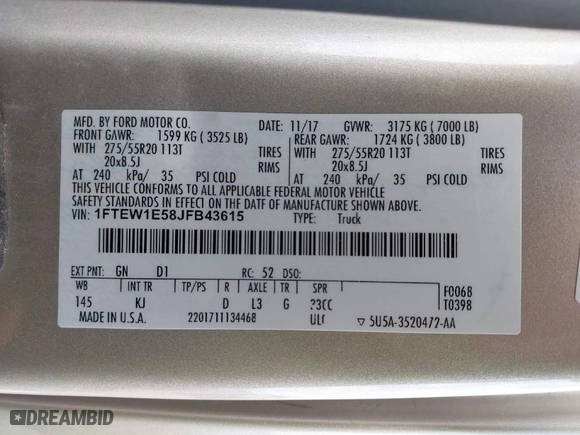 MFD. BY FORD MOTOR CO.
DATE: 11/17 GVWR: 3175 KG ( 7000 LB)
FRONT GAWR: 1599 KG ( 3525 LB) REAR GAWR: 1724 KG ( 3800 LB)
WITH 275/55R20 113T TIRES WITH 275/55R20 113T TIRES
20x8.5J RIMS 20x8.5J RIMS
AT 240 kPa/ 35 PSI COLD AT 240 kPa/ 35 PSI COLD
THIS VEHICLE CONFORMS TO ALL APPLICABLE FEDERAL MOTOR VEHICLE
SAFETY STANDARDS IN EFFECT ON THE DATE OF MANUFACTURE SHOWN ABOVE.
VIN: 1FTEW1E58JFB43615 TYPE: Truck
EXT PNT: GN D1 RC: 52 DSO:
WB INT TR TP/PS R AXLE TR SPR F0068
145 KJ D L3 G T0398
MADE IN U.S.A. 2201711134468 ▽ 5U5A-3520472-AA
DREAMBID